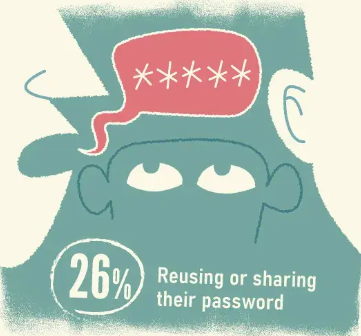 *****
26%
Reusing or sharing
their password